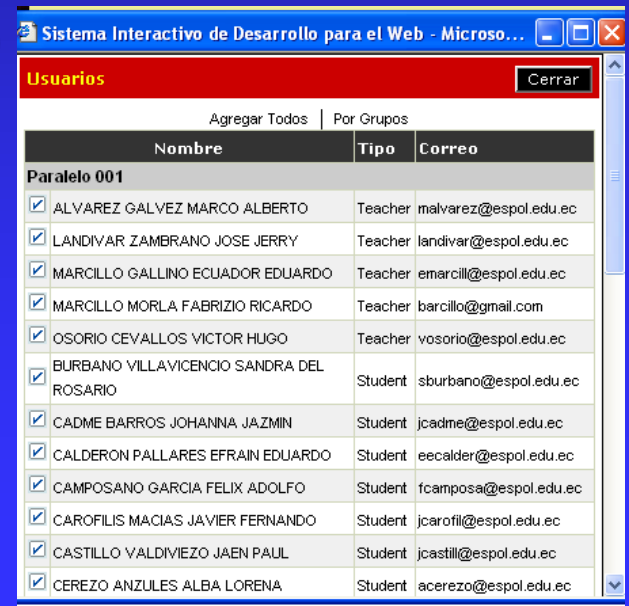 Sistema Interactivo de Desarrollo para el Web - Microso...
Usuarios Cerrar
Agregar Todos | Por Grupos
Nombre Tipo Correo
Paralelo 001
ALVAREZ GALVEZ MARCO ALBERTO Teacher malvarez@espol.edu.ec
LANDIVAR ZAMBRANO JOSE JERRY Teacher landivar@espol.edu.ec
MARCILLO GALLINO ECUADOR EDUARDO Teacher emarcill@espol.edu.ec
MARCILLO MORLA FABRIZIO RICARDO Teacher barcillo@gmail.com
OSORIO CEVALLOS VICTOR HUGO Teacher vosorio@espol.edu.ec
BURBANO VILLAVICENCIO SANDRA DEL
ROSARIO Student sburbano@espol.edu.ec
CADME BARROS JOHANNA JAZMIN Student jcadme@espol.edu.ec
CALDERON PALLARES EFRAIN EDUARDO Student eecalder@espol.edu.ec
CAMPOSANO GARCIA FELIX ADOLFO Student fcamposa@espol.edu.ec
CAROFILIS MACIAS JAVIER FERNANDO Student jcarofil@espol.edu.ec
CASTILLO VALDIVIEZO JAEN PAUL Student jcastill@espol.edu.ec
CEREZO ANZULES ALBA LORENA Student acerezo@espol.edu.ec